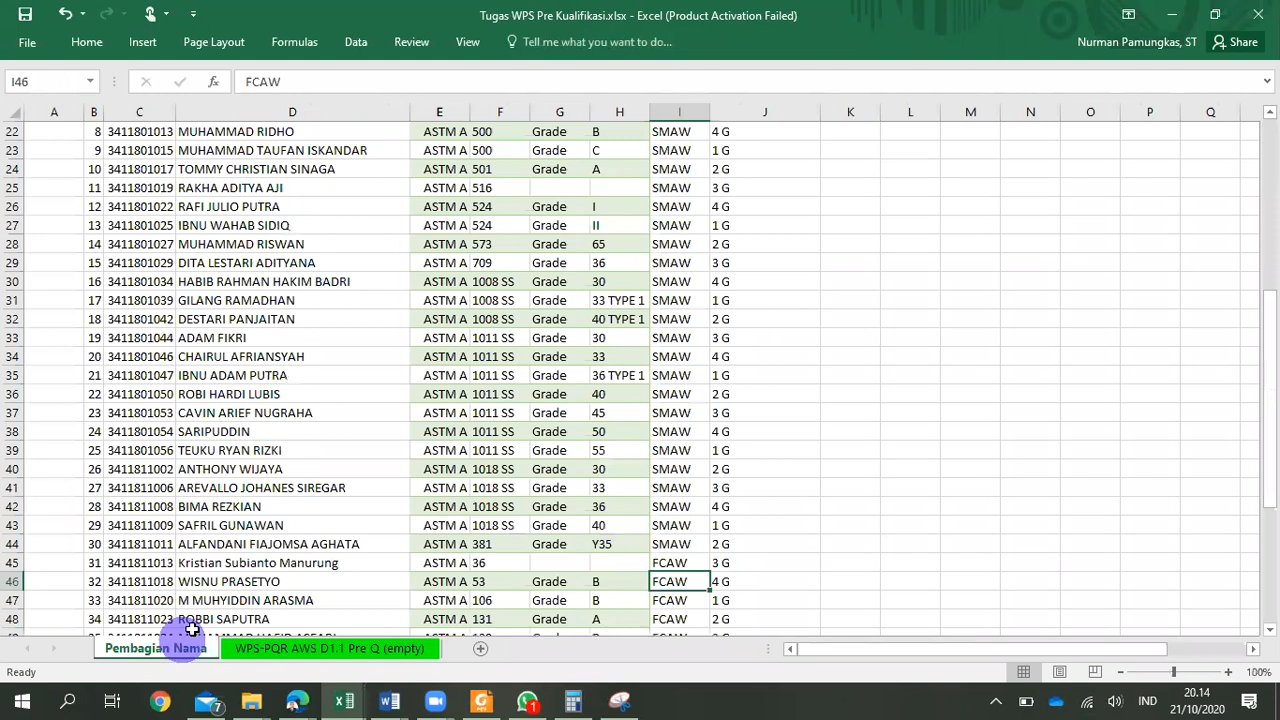 Tugas WPS Pre Kualifikasi.xlsx - Excel (Product Activation Failed)
File Home Insert Page Layout Formulas Data Review View Tell me what you want to do... Nurman Pamungkas, ST Share
I46 fx FCAW
A B C D E F G H I J K L M N O P Q
22 8 3411801013 MUHAMMAD RIDHO ASTM A 500 Grade B SMAW 4 G
23 9 3411801015 MUHAMMAD TAUFAN ISKANDAR ASTM A 500 Grade C SMAW 1 G
24 10 3411801017 TOMMY CHRISTIAN SINAGA ASTM A 501 Grade A SMAW 2 G
25 11 3411801019 RAKHA ADITYA AJI ASTM A 516 SMAW 3 G
26 12 3411801022 RAFI JULIO PUTRA ASTM A 524 Grade I SMAW 4 G
27 13 3411801025 IBNU WAHAB SIDIQ ASTM A 524 Grade II SMAW 1 G
28 14 3411801027 MUHAMMAD RISWAN ASTM A 573 Grade 65 SMAW 2 G
29 15 3411801029 DITA LESTARI ADITYANA ASTM A 709 Grade 36 SMAW 3 G
30 16 3411801034 HABIB RAHMAN HAKIM BADRI ASTM A 1008 SS Grade 30 SMAW 4 G
31 17 3411801039 GILANG RAMADHAN ASTM A 1008 SS Grade 33 TYPE 1 SMAW 1 G
32 18 3411801042 DESTARI PANJAITAN ASTM A 1008 SS Grade 40 TYPE 1 SMAW 2 G
33 19 3411801044 ADAM FIKRI ASTM A 1011 SS Grade 30 SMAW 3 G
34 20 3411801046 CHAIRUL AFRIANSYAH ASTM A 1011 SS Grade 33 SMAW 4 G
35 21 3411801047 IBNU ADAM PUTRA ASTM A 1011 SS Grade 36 TYPE 1 SMAW 1 G
36 22 3411801050 ROBI HARDI LUBIS ASTM A 1011 SS Grade 40 SMAW 2 G
37 23 3411801053 CAVIN ARIEF NUGRAHA ASTM A 1011 SS Grade 45 SMAW 3 G
38 24 3411801054 SARIPUDDIN ASTM A 1011 SS Grade 50 SMAW 4 G
39 25 3411801056 TEUKU RYAN RIZKI ASTM A 1011 SS Grade 55 SMAW 1 G
40 26 3411811002 ANTHONY WIJAYA ASTM A 1018 SS Grade 30 SMAW 2 G
41 27 3411811006 AREVALLO JOHANES SIREGAR ASTM A 1018 SS Grade 33 SMAW 3 G
42 28 3411811008 BIMA REZKIAN ASTM A 1018 SS Grade 36 SMAW 4 G
43 29 3411811009 SAFRIL GUNAWAN ASTM A 1018 SS Grade 40 SMAW 1 G
44 30 3411811011 ALFANDANI FIAJOMSA AGHATA ASTM A 381 Grade Y35 SMAW 2 G
45 31 3411811013 Kristian Subianto Manurung ASTM A 36 FCAW 3 G
46 32 3411811018 WISNU PRASETYO ASTM A 53 Grade B FCAW 4 G
47 33 3411811020 M MUHYIDDIN ARASMA ASTM A 106 Grade B FCAW 1 G
48 34 3411811023 ROBBI SAPUTRA ASTM A 131 Grade A FCAW 2 G
Pembagian Nama WPS-PQR AWS D1.1 Pre Q (empty)
Ready 100%
7 1 IND 20.14
21/10/2020